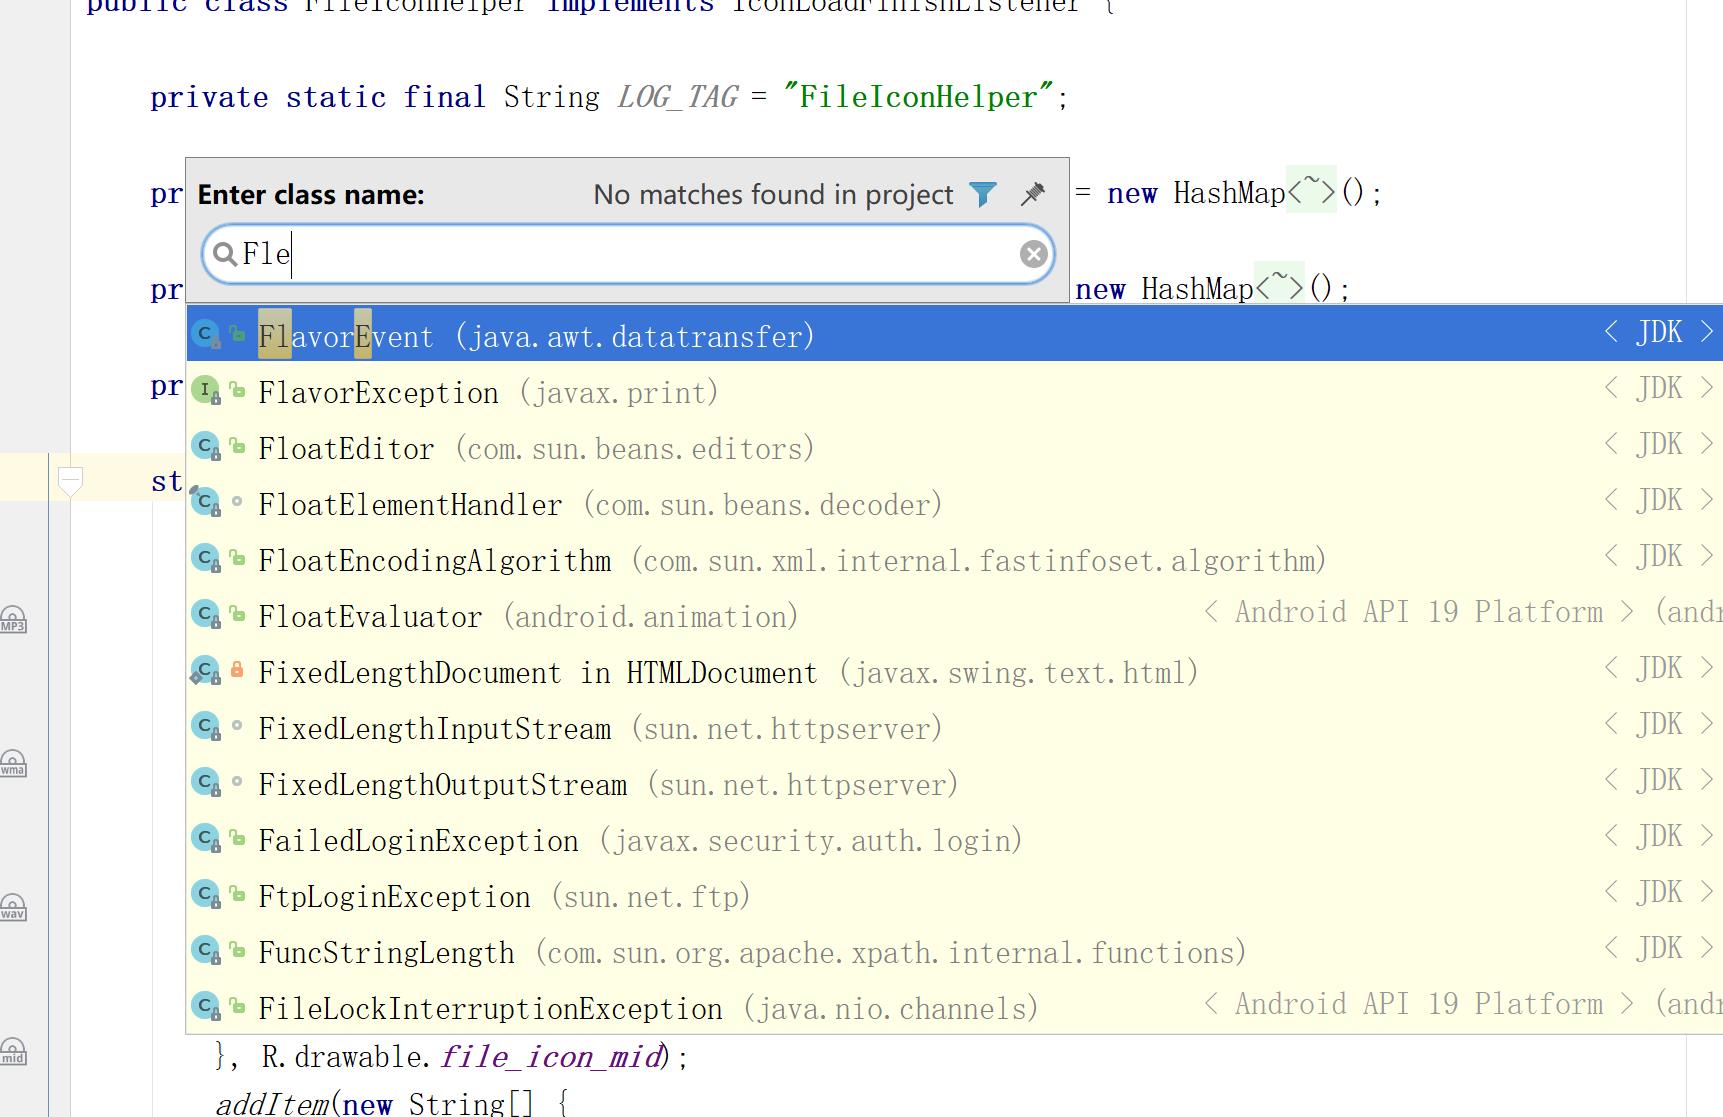 public class FileIconHelper implements IconLoadFinishListener {
private static final String LOG_TAG = "FileIconHelper";
pr
= new HashMap<~>();
Enter class name:
No matches found in project
Fle
pr
new HashMap<~>();
pr
st
FlavorEvent (java.awt.datatransfer) < JDK >
FlavorException (javax.print) < JDK >
FloatEditor (com.sun.beans.editors) < JDK >
FloatElementHandler (com.sun.beans.decoder) < JDK >
FloatEncodingAlgorithm (com.sun.xml.internal.fastinfoset.algorithm) < JDK >
FloatEvaluator (android.animation) < Android API 19 Platform > (andr
FixedLengthDocument in HTMLDocument (javax.swing.text.html) < JDK >
FixedLengthInputStream (sun.net.httpserver) < JDK >
FixedLengthOutputStream (sun.net.httpserver) < JDK >
FailedLoginException (javax.security.auth.login) < JDK >
FtpLoginException (sun.net.ftp) < JDK >
FuncStringLength (com.sun.org.apache.xpath.internal.functions) < JDK >
FileLockInterruptionException (java.nio.channels) < Android API 19 Platform > (andr
MP3
wma
wav
mid
}, R.drawable.file_icon_mid);
addItem(new String[] {